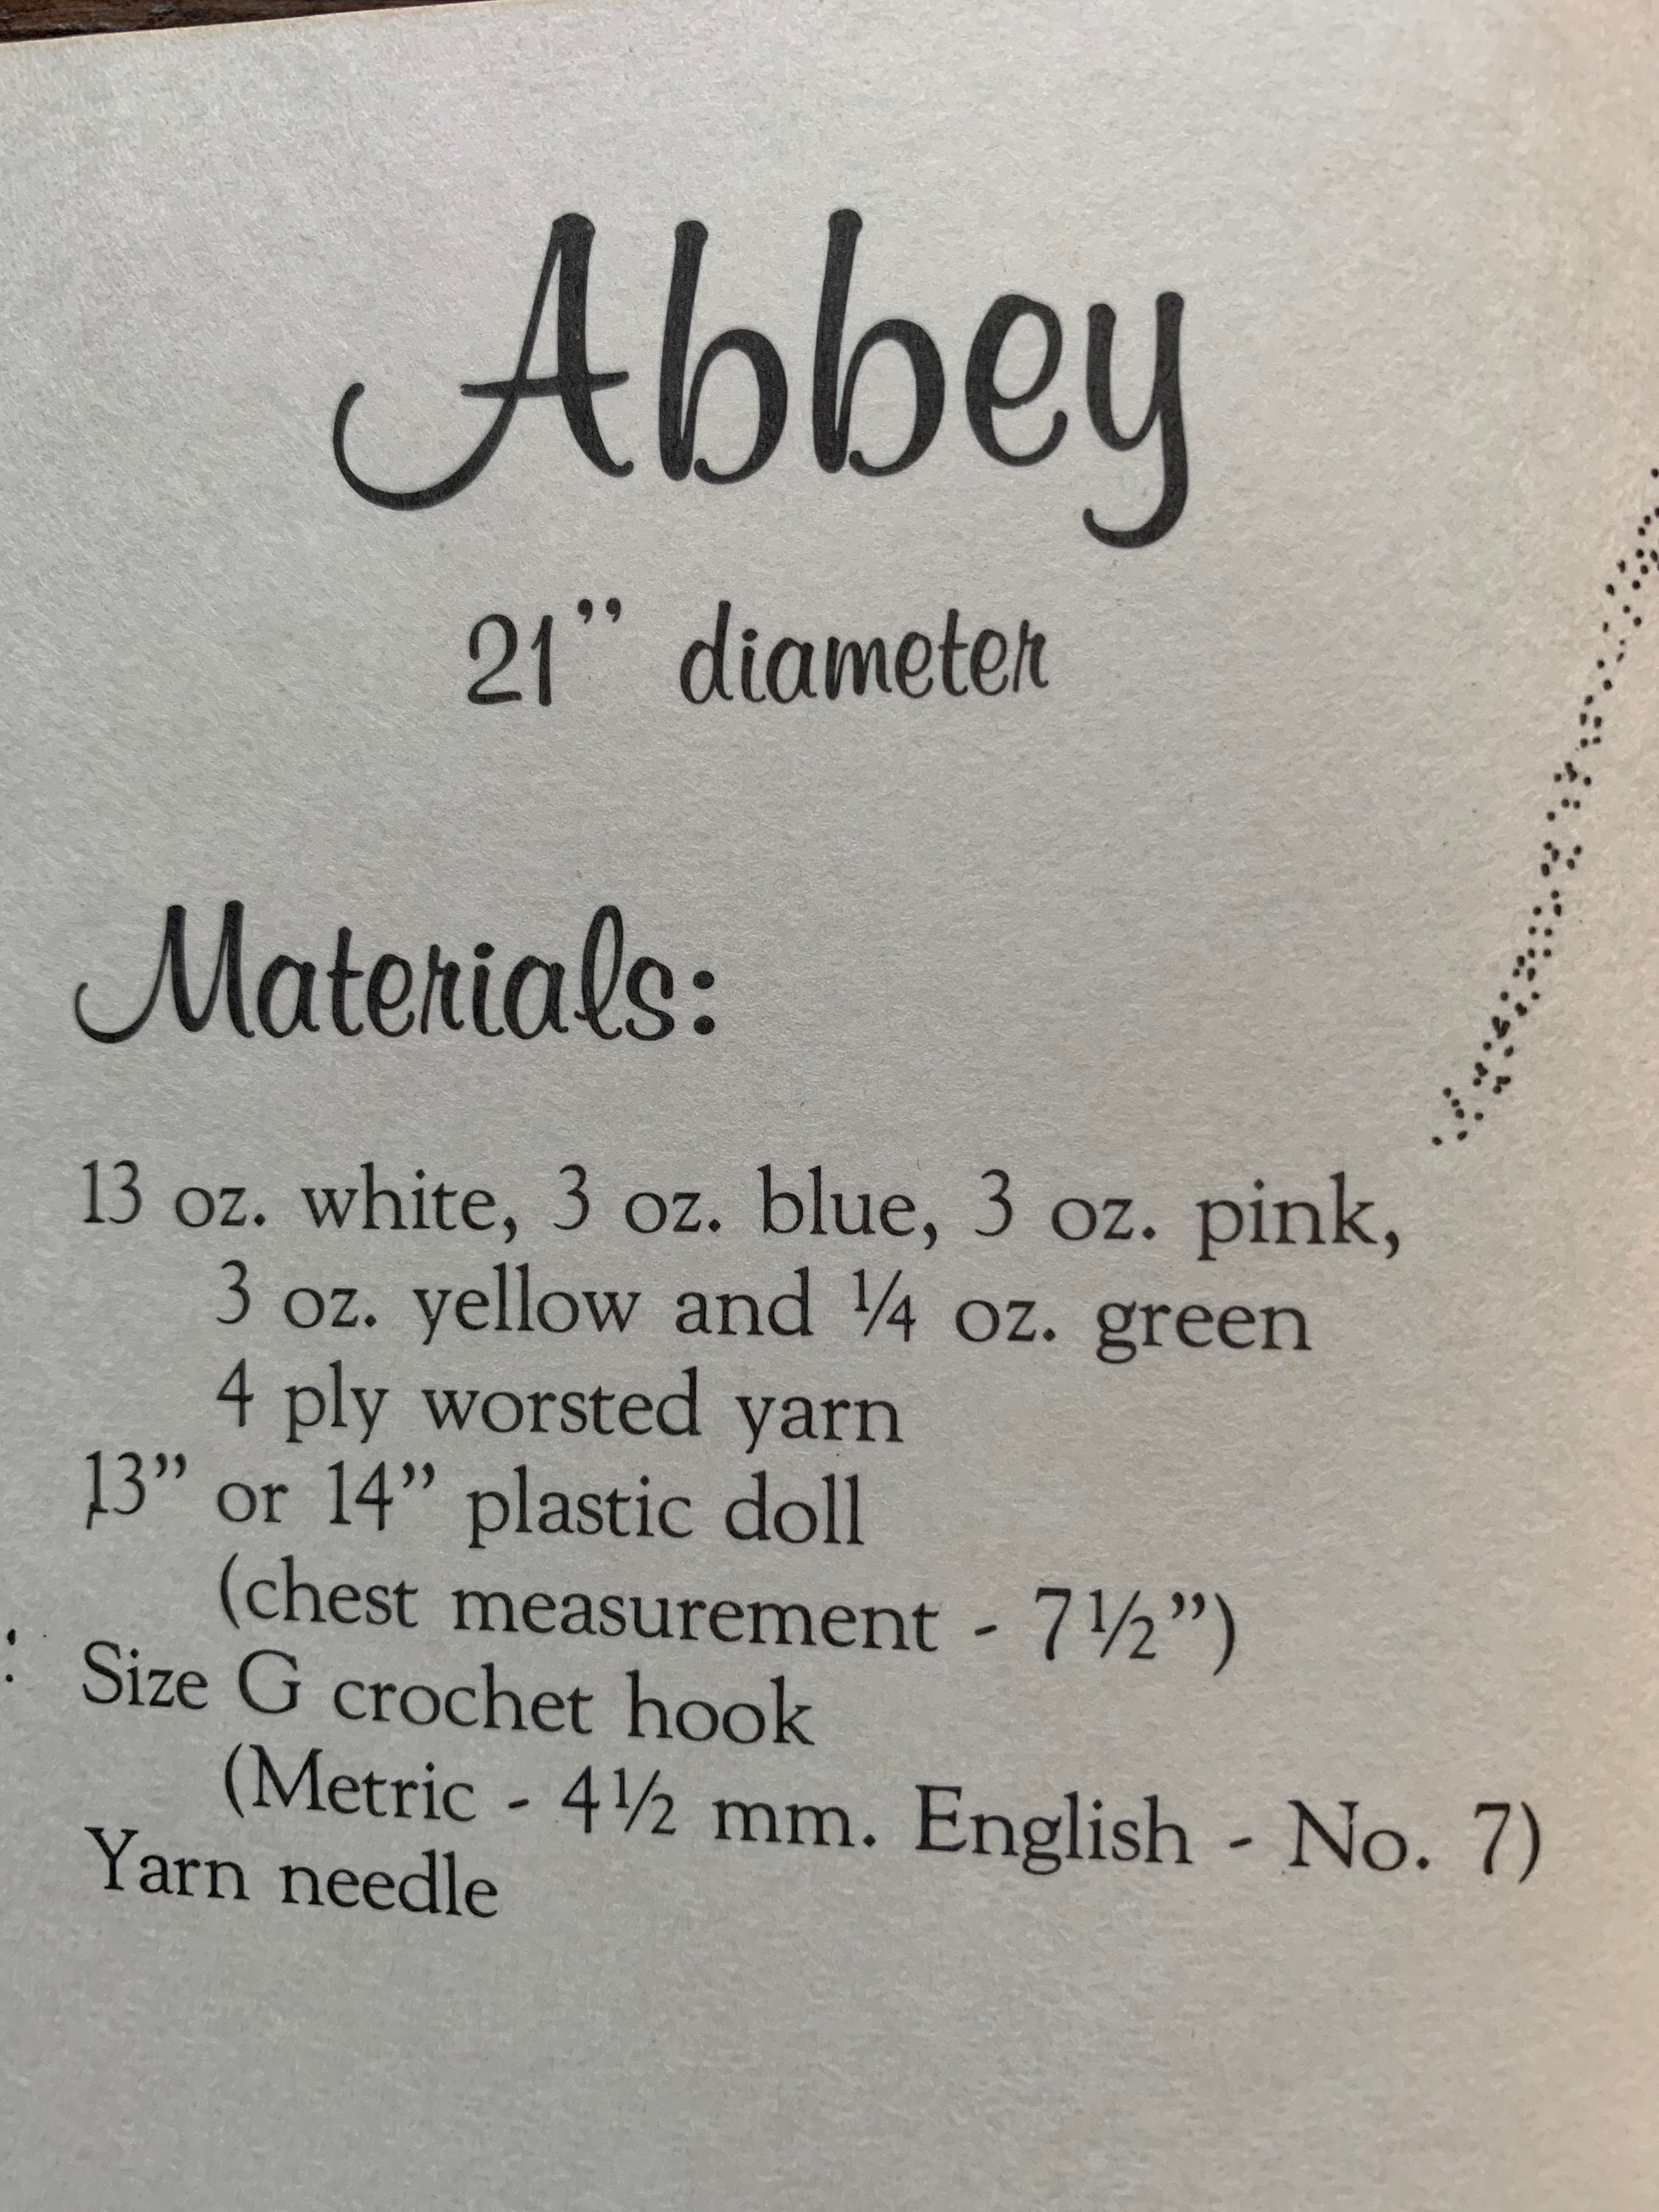 Abbey
21” diameter
Materials:
13 oz. white, 3 oz. blue, 3 oz. pink,
3 oz. yellow and ¼ oz. green
4 ply worsted yarn
13” or 14” plastic doll
(chest measurement - 7½”)
Size G crochet hook
(Metric - 4½ mm. English - No. 7)
Yarn needle